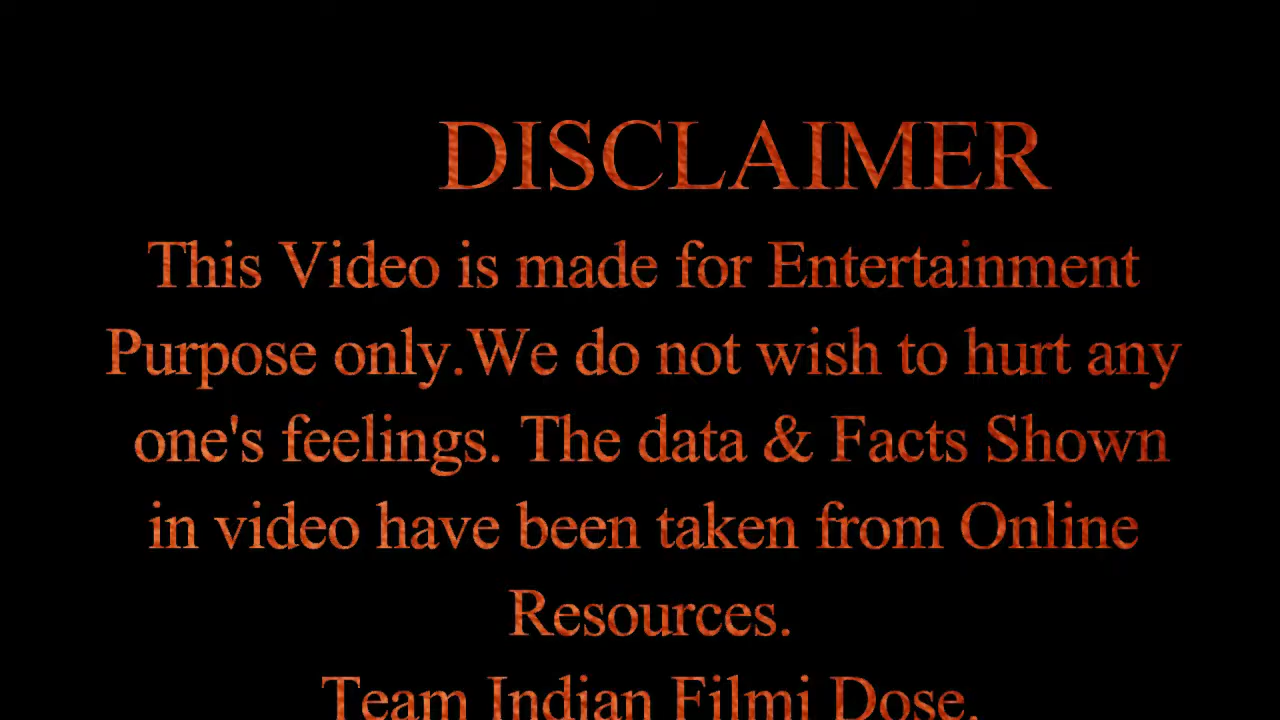 DISCLAIMER
This Video is made for Entertainment
Purpose only.We do not wish to hurt any
one's feelings. The data & Facts Shown
in video have been taken from Online
Resources.
Team Indian Filmi Dose.